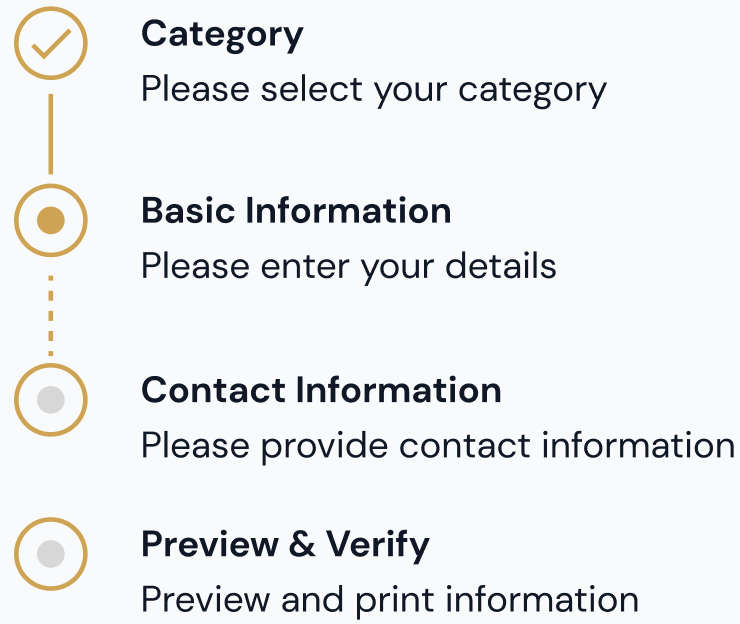 Category
Please select your category
Basic Information
Please enter your details
Contact Information
Please provide contact information
Preview & Verify
Preview and print information